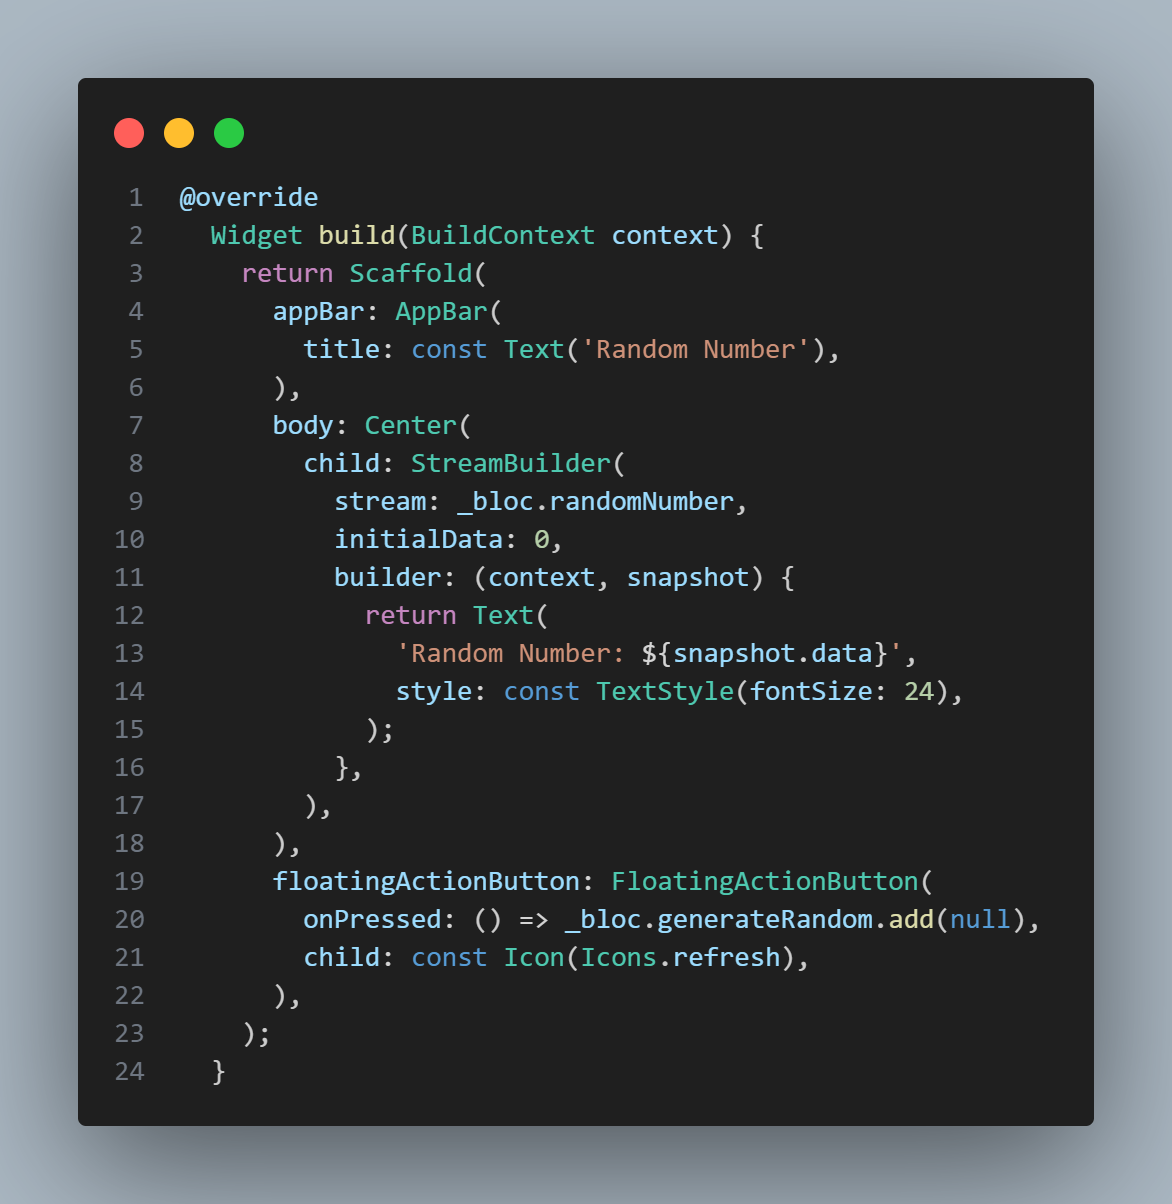 1 @override
2   Widget build(BuildContext context) {
3     return Scaffold(
4       appBar: AppBar(
5         title: const Text('Random Number'),
6       ),
7       body: Center(
8         child: StreamBuilder(
9           stream: _bloc.randomNumber,
10           initialData: 0,
11           builder: (context, snapshot) {
12             return Text(
13               'Random Number: ${snapshot.data}',
14               style: const TextStyle(fontSize: 24),
15             );
16           },
17         ),
18       ),
19       floatingActionButton: FloatingActionButton(
20         onPressed: () => _bloc.generateRandom.add(null),
21         child: const Icon(Icons.refresh),
22       ),
23     );
24   }